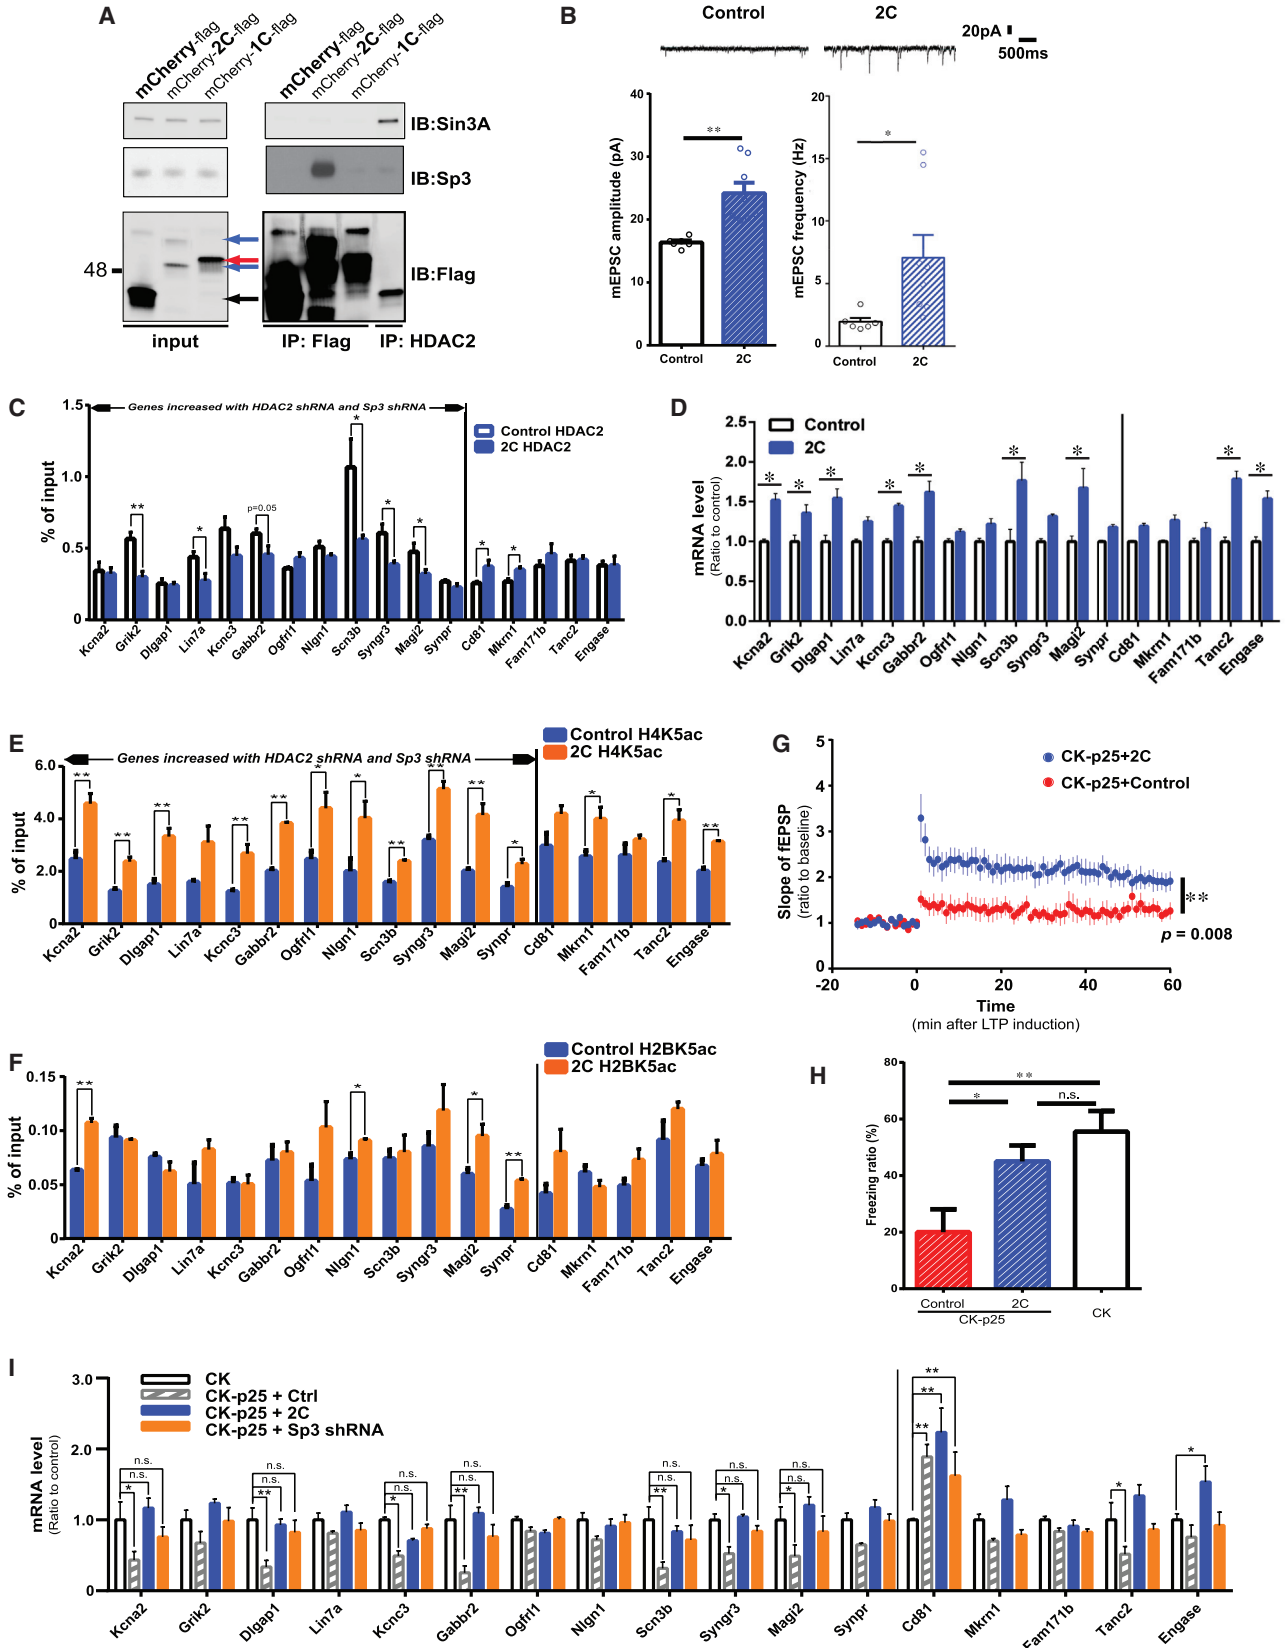 A
mCherry-flag
mCherry-2C-flag
mCherry-1C-flag
mCherry-flag
mCherry-2C-flag
mCherry-1C-flag
IB:Sin3A
IB:Sp3
48
IB:Flag
input
IP: Flag
IP: HDAC2
B
Control
2C
20pA
500ms
mEPSC amplitude (pA)
40
30
20
10
0
**
Control
2C
mEPSC frequency (Hz)
20
15
10
5
0
*
Control
2C
C
Genes increased with HDAC2 shRNA and Sp3 shRNA
Control HDAC2
2C HDAC2
% of input
1.5
1.0
0.5
0
**
*
p=0.05
*
*
*
*
*
Kcna2
Grik2
Dlgap1
Lin7a
Kcnc3
Gabbr2
Ogfrl1
Nlgn1
Scn3b
Syngr3
Magi2
Synpr
Cd81
Mkrn1
Fam171b
Tanc2
Engase
D
Control
2C
mRNA level
(Ratio to control)
2.5
2.0
1.5
1.0
0.5
0.0
*
*
*
*
*
*
*
*
*
Kcna2
Grik2
Dlgap1
Lin7a
Kcnc3
Gabbr2
Ogfrl1
Nlgn1
Scn3b
Syngr3
Magi2
Synpr
Cd81
Mkrn1
Fam171b
Tanc2
Engase
E
Control H4K5ac
2C H4K5ac
Genes increased with HDAC2 shRNA and Sp3 shRNA
% of input
6.0
4.0
2.0
0
**
**
**
**
**
*
*
**
**
**
*
*
*
**
Kcna2
Grik2
Dlgap1
Lin7a
Kcnc3
Gabbr2
Ogfrl1
Nlgn1
Scn3b
Syngr3
Magi2
Synpr
Cd81
Mkrn1
Fam171b
Tanc2
Engase
G
CK-p25+2C
CK-p25+Control
Slope of fEPSP
(ratio to baseline)
5
4
3
2
1
0
**
p = 0.008
-20
0
20
40
60
Time
(min after LTP induction)
F
Control H2BK5ac
2C H2BK5ac
% of input
0.15
0.10
0.05
0
**
*
*
**
Kcna2
Grik2
Dlgap1
Lin7a
Kcnc3
Gabbr2
Ogfrl1
Nlgn1
Scn3b
Syngr3
Magi2
Synpr
Cd81
Mkrn1
Fam171b
Tanc2
Engase
H
Freezing ratio (%)
80
60
40
20
0
**
*
n.s.
Control
2C
CK-p25
CK
I
CK
CK-p25 + Ctrl
CK-p25 + 2C
CK-p25 + Sp3 shRNA
mRNA level
(Ratio to control)
3.0
2.0
1.0
0
n.s.
n.s.
*
n.s.
n.s.
**
n.s.
n.s.
*
n.s.
n.s.
**
n.s.
n.s.
**
n.s.
n.s.
*
n.s.
n.s.
*
**
**
**
*
*
Kcna2
Grik2
Dlgap1
Lin7a
Kcnc3
Gabbr2
Ogfrl1
Nlgn1
Scn3b
Syngr3
Magi2
Synpr
Cd81
Mkrn1
Fam171b
Tanc2
Engase